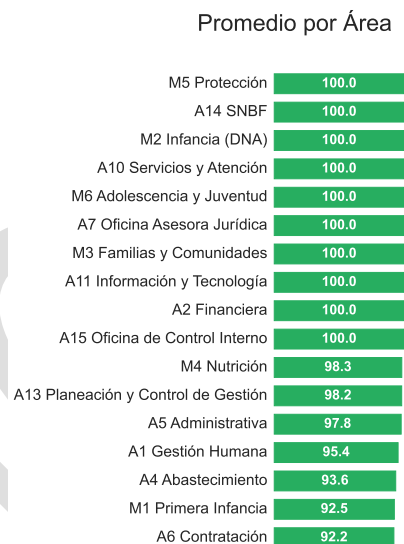 Promedio por Área
M5 Protección 100.0
A14 SNBF 100.0
M2 Infancia (DNA) 100.0
A10 Servicios y Atención 100.0
M6 Adolescencia y Juventud 100.0
A7 Oficina Asesora Jurídica 100.0
M3 Familias y Comunidades 100.0
A11 Información y Tecnología 100.0
A2 Financiera 100.0
A15 Oficina de Control Interno 100.0
M4 Nutrición 98.3
A13 Planeación y Control de Gestión 98.2
A5 Administrativa 97.8
A1 Gestión Humana 95.4
A4 Abastecimiento 93.6
M1 Primera Infancia 92.5
A6 Contratación 92.2